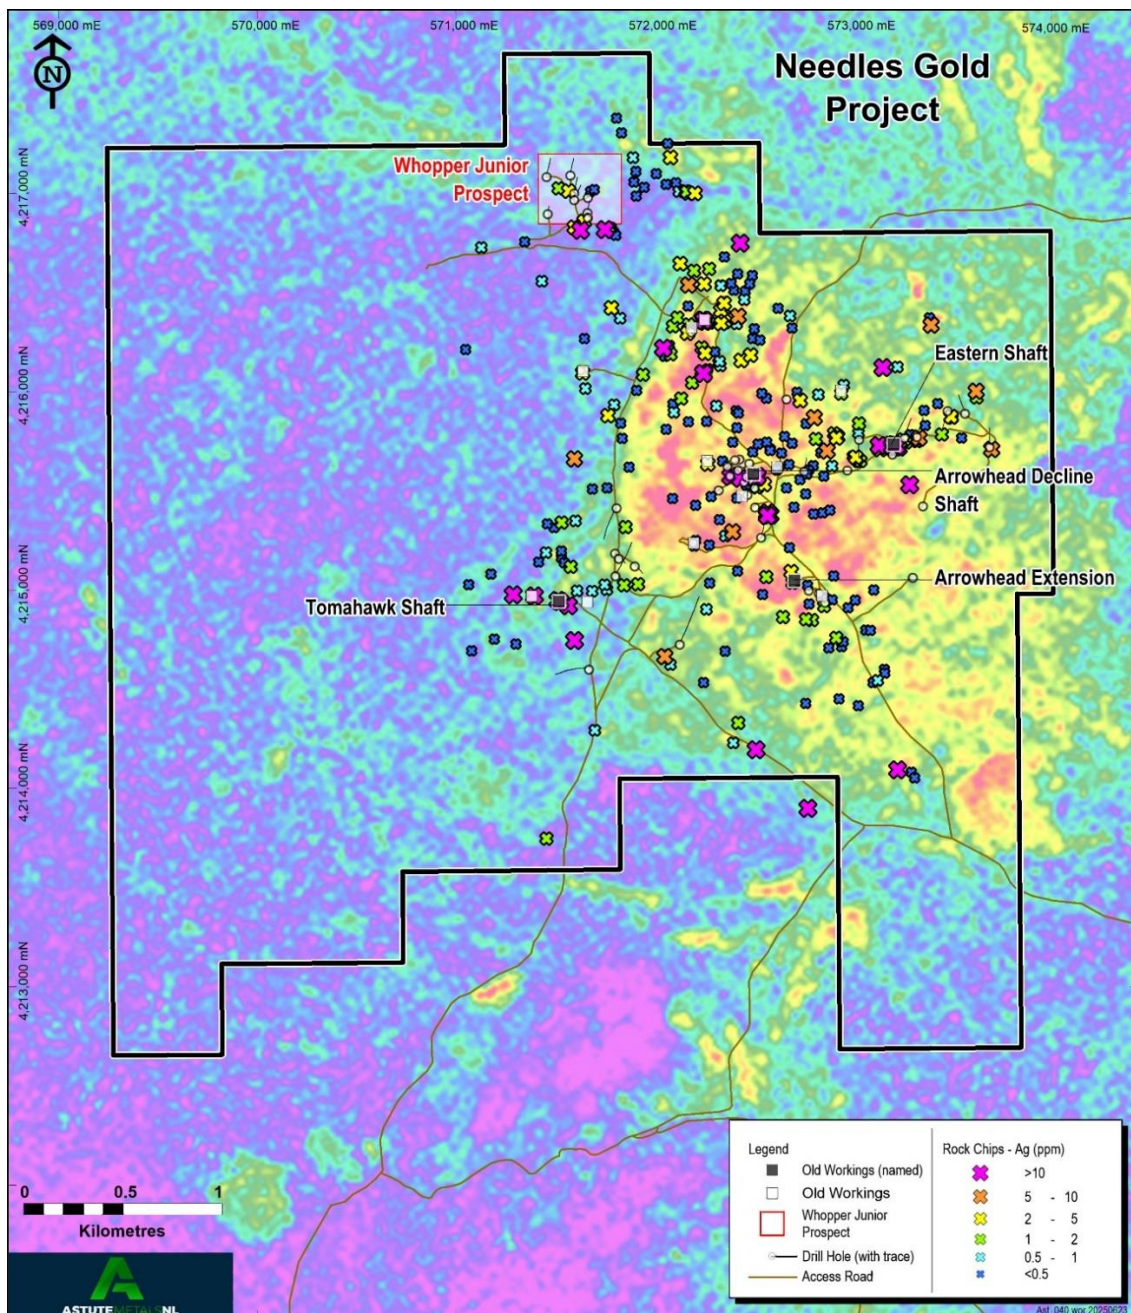 569,000 mE 570,000 mE 571,000 mE 572,000 mE 573,000 mE 574,000 mE
N
Needles Gold
Project
Whopper Junior
Prospect
4,217,000 mN
Eastern Shaft
4,216,000 mN
Arrowhead Decline
Shaft
Arrowhead Extension
4,215,000 mN
Tomahawk Shaft
4,214,000 mN
4,213,000 mN
0 0.5 1
Kilometres
Legend
Old Workings (named)
Old Workings
Whopper Junior
Prospect
Drill Hole (with trace)
Access Road
Rock Chips - Ag (ppm)
>10
5 - 10
2 - 5
1 - 2
0.5 - 1
<0.5
ASTUTEMETALSNL
Ast_040_wor_20250623